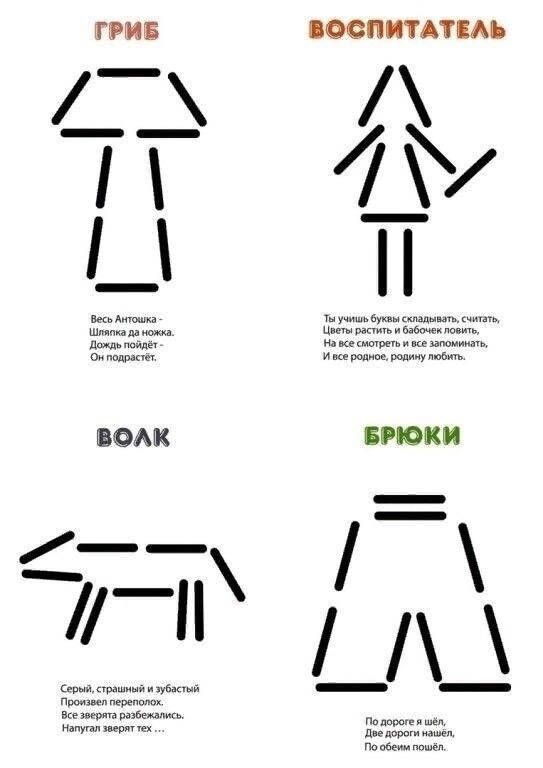 ГРИБ
Весь Антошка -
Шляпка да ножка.
Дождь пойдёт -
Он подрастёт.
ВОСПИТАТЕЛЬ
Ты учишь буквы складывать, считать,
Цветы растить и бабочек ловить,
На все смотреть и все запоминать,
И все родное, родину любить.
ВОЛК
Серый, страшный и зубастый
Произвел переполох.
Все зверята разбежались.
Напугал зверят тех ...
БРЮКИ
По дороге я шёл,
Две дороги нашёл,
По обеим пошёл.